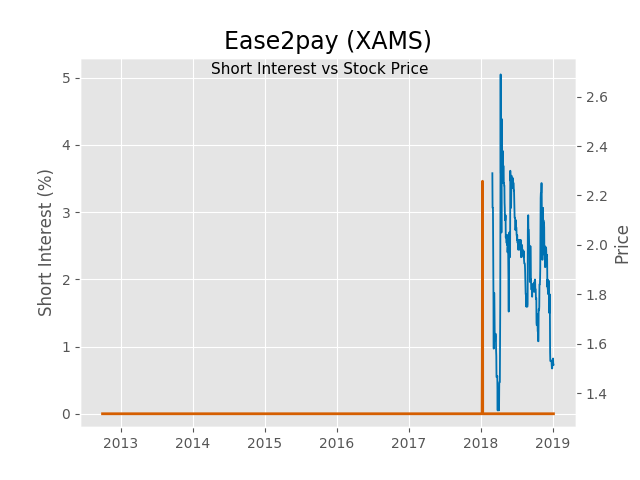 Ease2pay (XAMS)
Short Interest vs Stock Price
Short Interest (%)
5
4
3
2
1
0
2.6
2.4
2.2
2.0
1.8
1.6
1.4
Price
2013 2014 2015 2016 2017 2018 2019